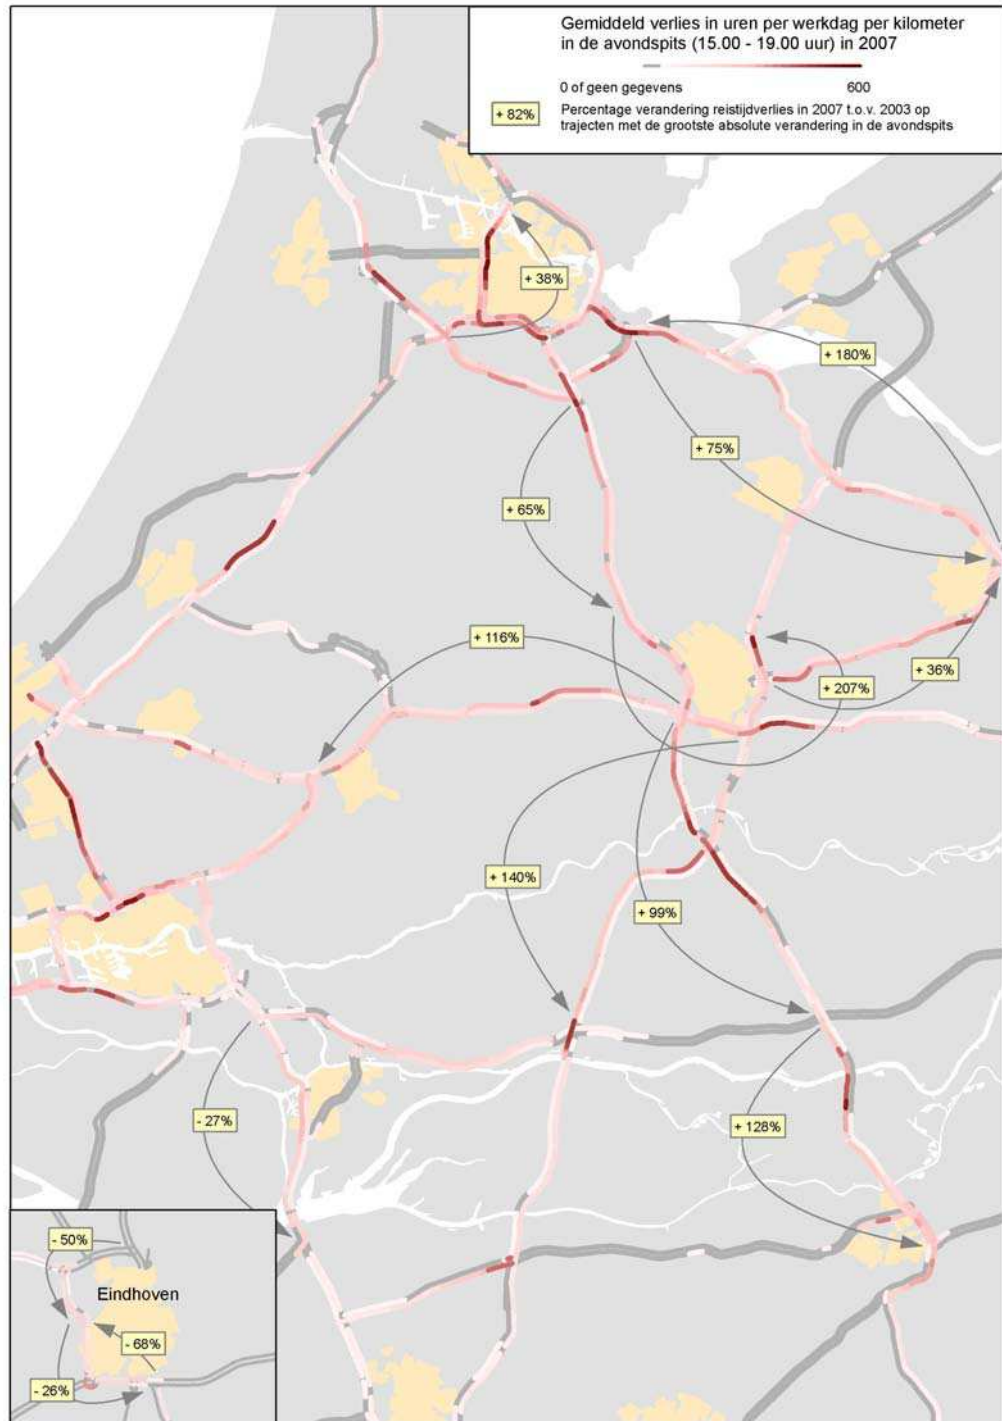 Gemiddeld verlies in uren per werkdag per kilometer
in de avondspits (15.00 - 19.00 uur) in 2007
0 of geen gegevens 600
+ 82% Percentage verandering reistijdverlies in 2007 t.o.v. 2003 op
trajecten met de grootste absolute verandering in de avondspits
+ 38%
+ 180%
+ 75%
+ 65%
+ 116%
+ 36%
+ 207%
+ 140%
+ 99%
- 27%
+ 128%
- 50%
Eindhoven
- 68%
- 26%